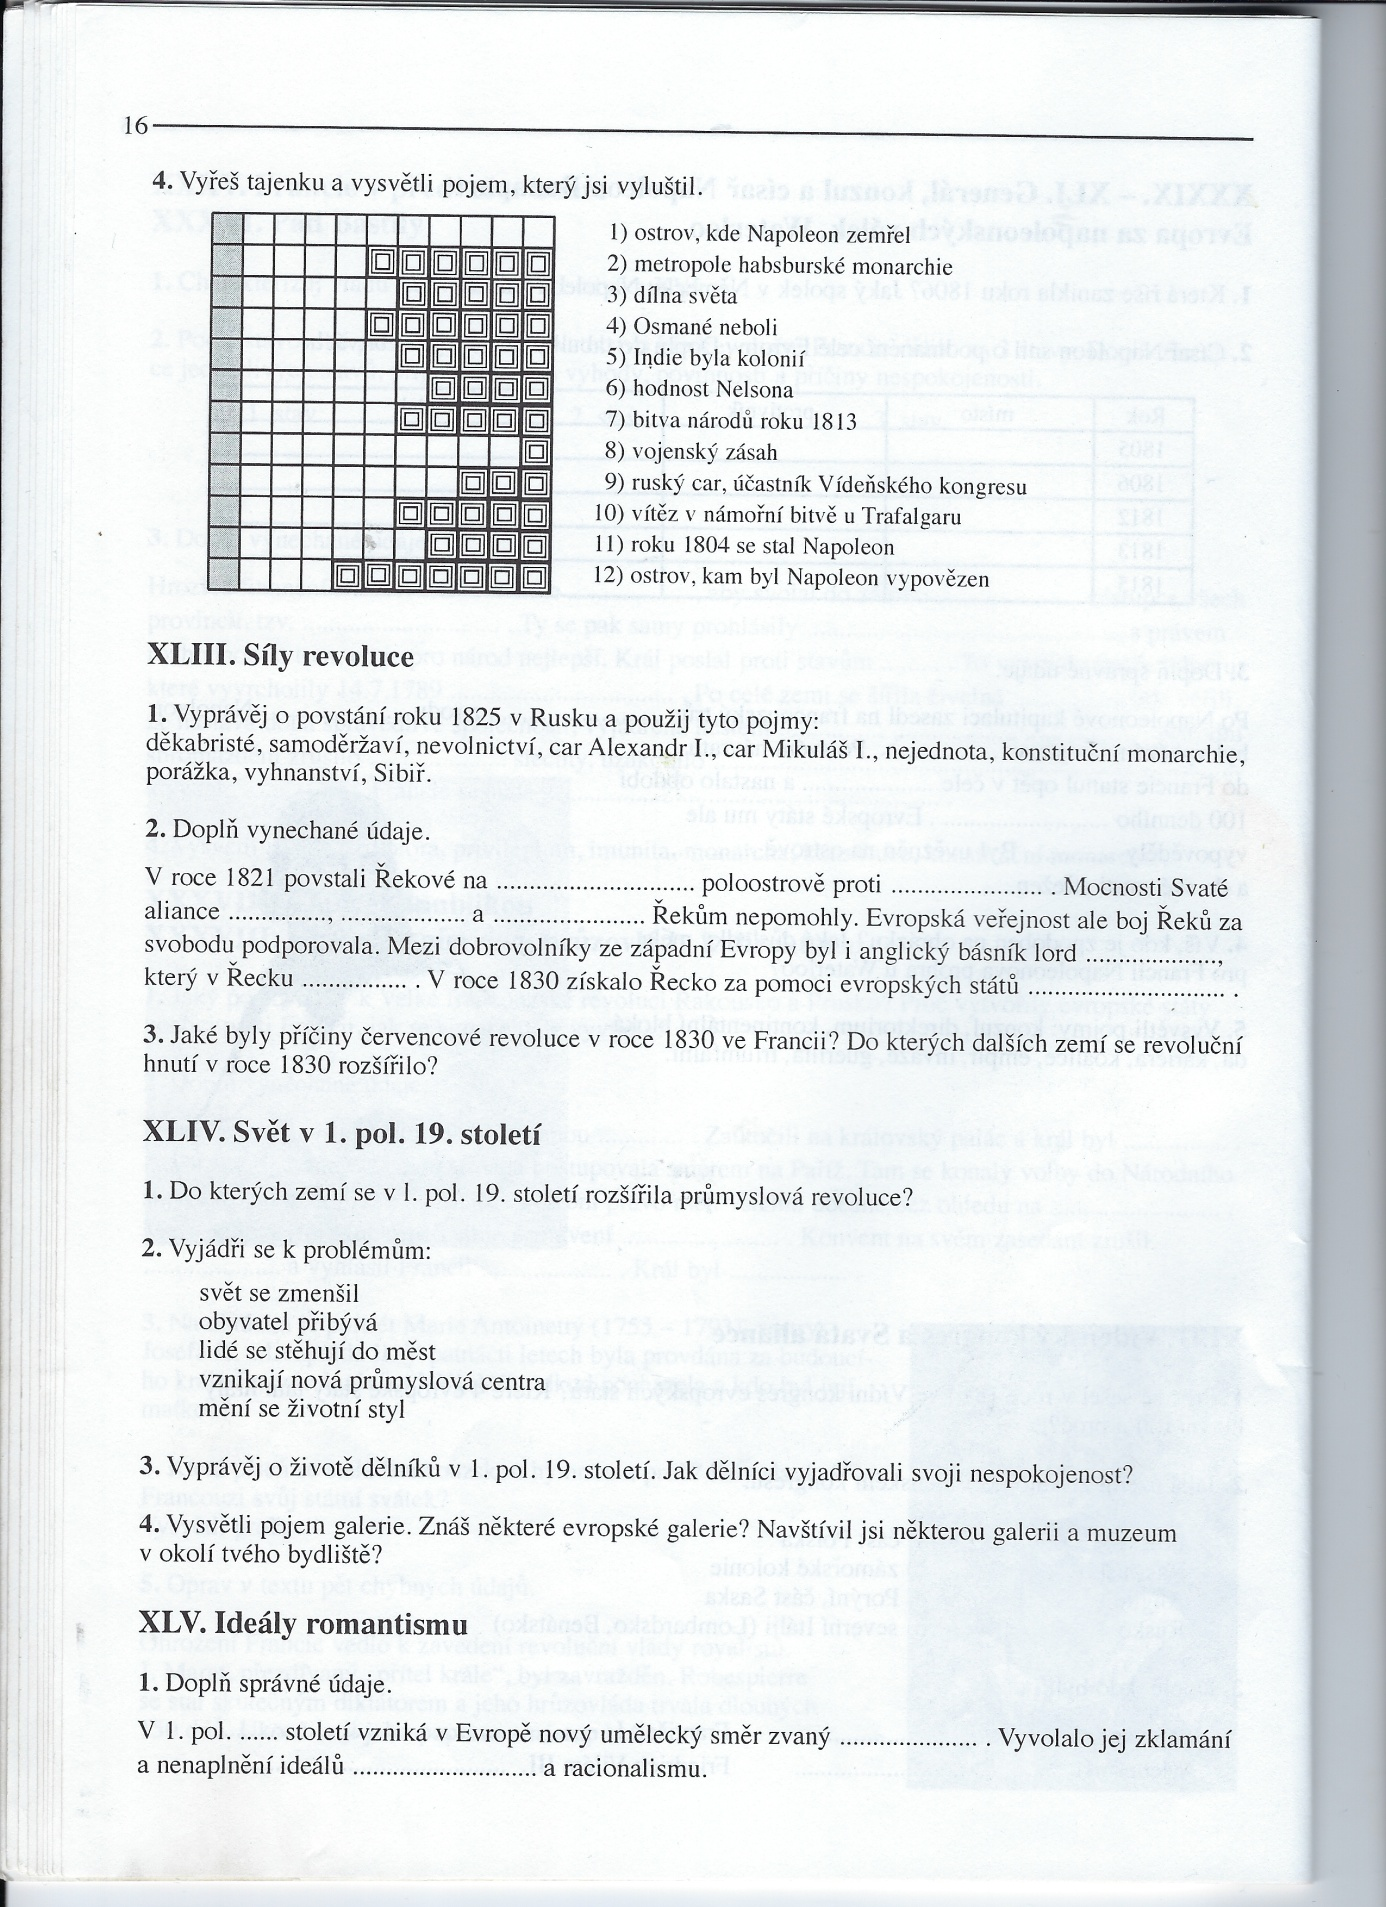 16
4. Vyřeš tajenku a vysvětli pojem, který jsi vyluštil.
1) ostrov, kde Napoleon zemřel
2) metropole habsburské monarchie
3) dílna světa
4) Osmané neboli
5) Indie byla kolonií
6) hodnost Nelsona
7) bitva národů roku 1813
8) vojenský zásah
9) ruský car, účastník Vídeňského kongresu
10) vítěz v námořní bitvě u Trafalgaru
11) roku 1804 se stal Napoleon
12) ostrov, kam byl Napoleon vypovězen
XLIII. Síly revoluce
1. Vyprávěj o povstání roku 1825 v Rusku a použij tyto pojmy:
děkabristé, samoděržaví, nevolnictví, car Alexandr I., car Mikuláš I., nejednota, konstituční monarchie,
porážka, vyhnanství, Sibiř.
2. Doplň vynechané údaje.
V roce 1821 povstali Řekové na .............................. poloostrově proti ......................... . Mocnosti Svaté
aliance ..............., ................... a ....................... Řekům nepomohly. Evropská veřejnost ale boj Řeků za
svobodu podporovala. Mezi dobrovolníky ze západní Evropy byl i anglický básník lord ....................,
který v Řecku ................ . V roce 1830 získalo Řecko za pomoci evropských států .............................. .
3. Jaké byly příčiny červencové revoluce v roce 1830 ve Francii? Do kterých dalších zemí se revoluční
hnutí v roce 1830 rozšířilo?
XLIV. Svět v 1. pol. 19. století
1. Do kterých zemí se v 1. pol. 19. století rozšířila průmyslová revoluce?
2. Vyjádři se k problémům:
svět se zmenšil
obyvatel přibývá
lidé se stěhují do měst
vznikají nová průmyslová centra
mění se životní styl
3. Vyprávěj o životě dělníků v 1. pol. 19. století. Jak dělníci vyjadřovali svoji nespokojenost?
4. Vysvětli pojem galerie. Znáš některé evropské galerie? Navštívil jsi některou galerii a muzeum
v okolí tvého bydliště?
XLV. Ideály romantismu
1. Doplň správné údaje.
V 1. pol. ...... století vzniká v Evropě nový umělecký směr zvaný ..................... . Vyvolalo jej zklamání
a nenaplnění ideálů ............................ a racionalismu.